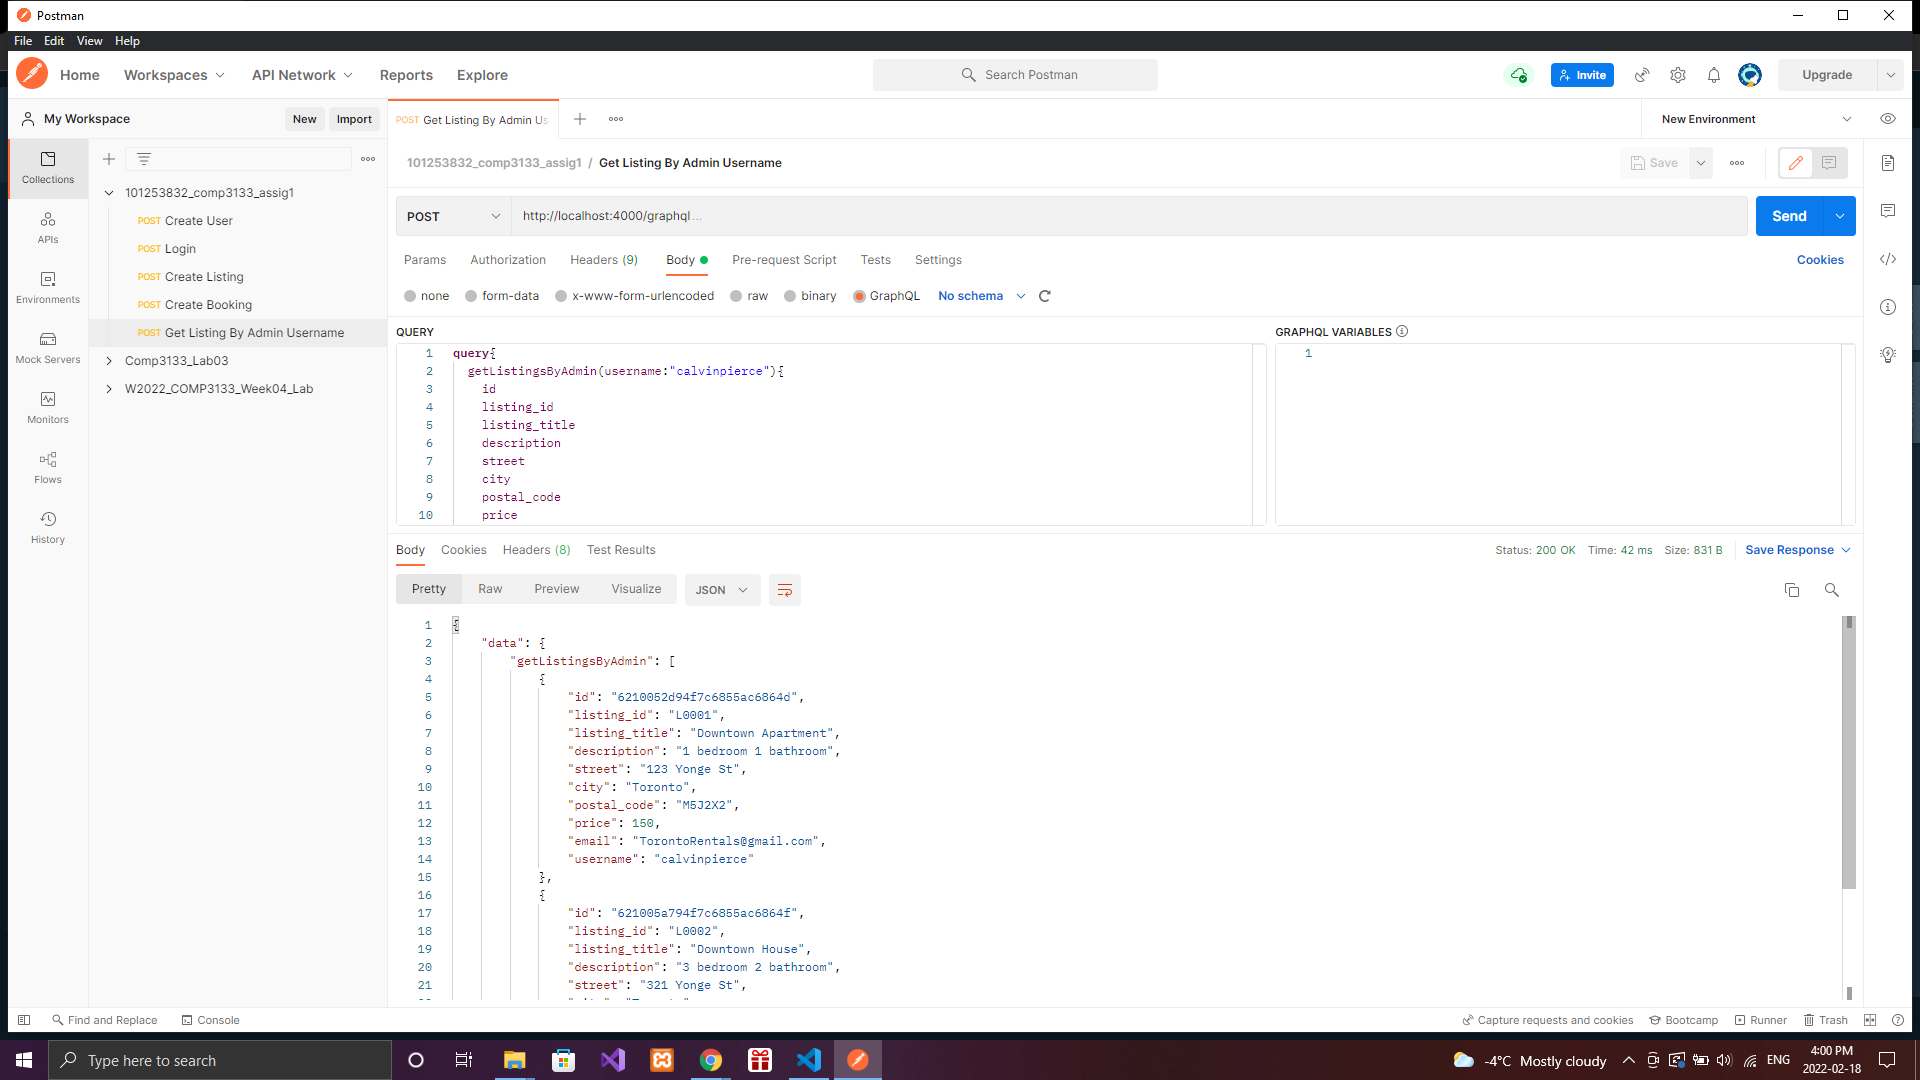 Postman
File Edit View Help
Home Workspaces API Network Reports Explore
Search Postman
Invite
Upgrade
My Workspace
New Import
POST Get Listing By Admin Us
New Environment
Collections
APIs
Environments
Mock Servers
Monitors
Flows
History
101253832_comp3133_assig1
POST Create User
POST Login
POST Create Listing
POST Create Booking
POST Get Listing By Admin Username
Comp3133_Lab03
W2022_COMP3133_Week04_Lab
101253832_comp3133_assig1 / Get Listing By Admin Username
Save
POST http://localhost:4000/graphql...
Send
Params Authorization Headers (9) Body Pre-request Script Tests Settings
Cookies
none form-data x-www-form-urlencoded raw binary GraphQL No schema
QUERY
1 query{
2 getListingsByAdmin(username:"calvinpierce"){
3 id
4 listing_id
5 listing_title
6 description
7 street
8 city
9 postal_code
10 price
GRAPHQL VARIABLES
1
Body Cookies Headers (8) Test Results
Status: 200 OK Time: 42 ms Size: 831 B Save Response
Pretty Raw Preview Visualize JSON
1 {
2 "data": {
3 "getListingsByAdmin": [
4 {
5 "id": "6210052d94f7c6855ac6864d",
6 "listing_id": "L0001",
7 "listing_title": "Downtown Apartment",
8 "description": "1 bedroom 1 bathroom",
9 "street": "123 Yonge St",
10 "city": "Toronto",
11 "postal_code": "M5J2X2",
12 "price": 150,
13 "email": "TorontoRentals@gmail.com",
14 "username": "calvinpierce"
15 },
16 {
17 "id": "621005a794f7c6855ac6864f",
18 "listing_id": "L0002",
19 "listing_title": "Downtown House",
20 "description": "3 bedroom 2 bathroom",
21 "street": "321 Yonge St",
Find and Replace Console
Capture requests and cookies Bootcamp Runner Trash
Type here to search
-4°C Mostly cloudy
ENG
4:00 PM
2022-02-18